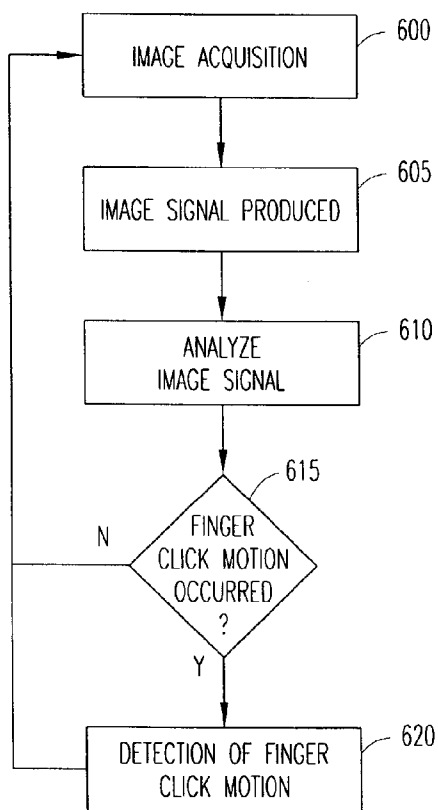 IMAGE ACQUISITION
600
IMAGE SIGNAL PRODUCED
605
ANALYZE
IMAGE SIGNAL
610
615
FINGER
CLICK MOTION
OCCURRED
?
N
Y
DETECTION OF FINGER
CLICK MOTION
620